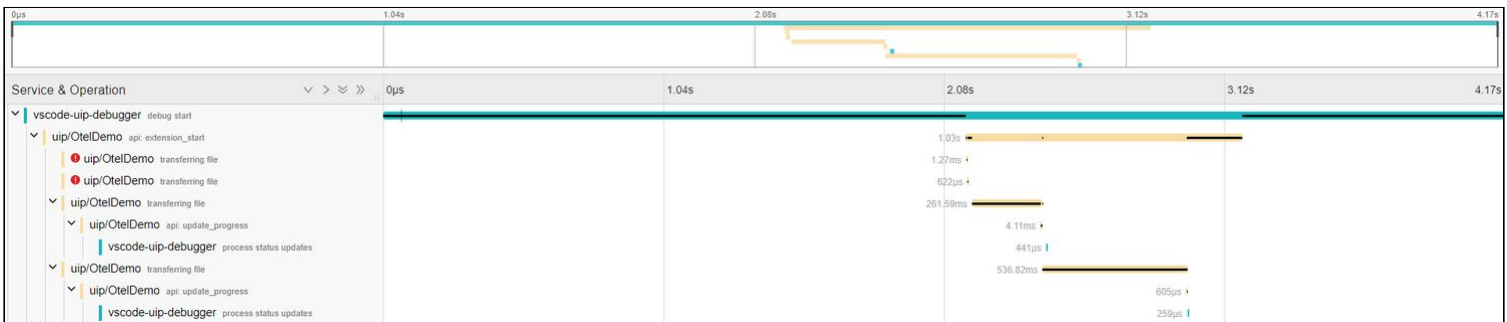 0μs 1.04s 2.08s 3.12s 4.17s
Service & Operation 0μs 1.04s 2.08s 3.12s 4.17s
vscode-uip-debugger debug start
uip/OtelDemo api: extension_start 1.03s
uip/OtelDemo transferring file 1.27ms
uip/OtelDemo transferring file 622μs
uip/OtelDemo transferring file 261.59ms
uip/OtelDemo api: update_progress 4.11ms
vscode-uip-debugger process status updates 441μs
uip/OtelDemo transferring file 536.82ms
uip/OtelDemo api: update_progress 605μs
vscode-uip-debugger process status updates 259μs